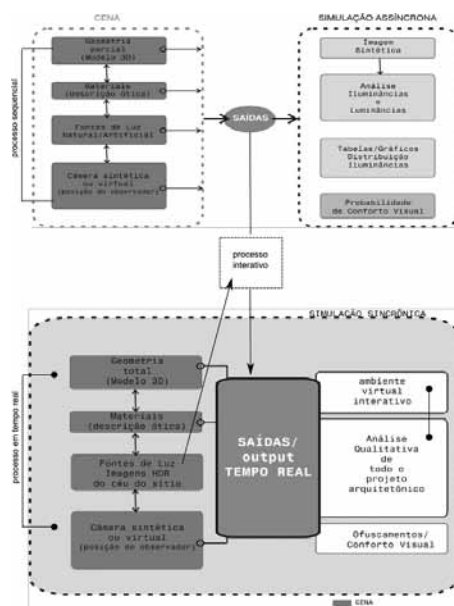 CENA
Geometria
parcial
(Modelo 3D)
Materiais
(descrição ótica)
Fontes de Luz
Natural/Artificial
Câmera sintética
ou virtual
(posição do observador)
processo sequencial
SAÍDAS
SIMULAÇÃO ASSÍNCRONA
Imagem
Sintética
Análise
Iluminâncias
e
Luminâncias
Tabelas/Gráficos
Distribuição
Iluminâncias
Probabilidade
de Conforto Visual
processo
interativo
SIMULAÇÃO SINCRÔNICA
Geometria
total
(Modelo 3D)
Materiais
(descrição ótica)
Fontes de Luz
Imagens HDR
do céu do sítio
Câmara sintética
ou virtual
(posição do observador)
processo em tempo real
SAÍDAS/
output
TEMPO REAL
ambiente
virtual
interativo
Análise
Qualitativa
de
todo o
projeto
arquitetônico
Ofuscamentos/
Conforto Visual
CENA